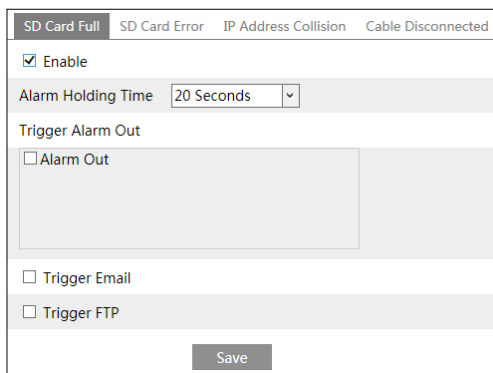 SD Card Full SD Card Error IP Address Collision Cable Disconnected
Enable
Alarm Holding Time 20 Seconds
Trigger Alarm Out
Alarm Out
Trigger Email
Trigger FTP
Save